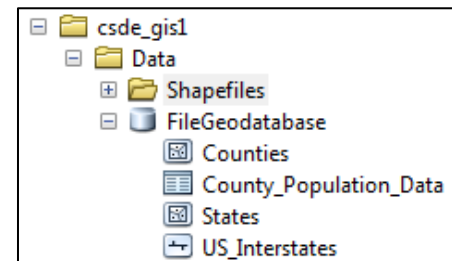 csde_gis1
Data
Shapefiles
FileGeodatabase
Counties
County_Population_Data
States
US_Interstates